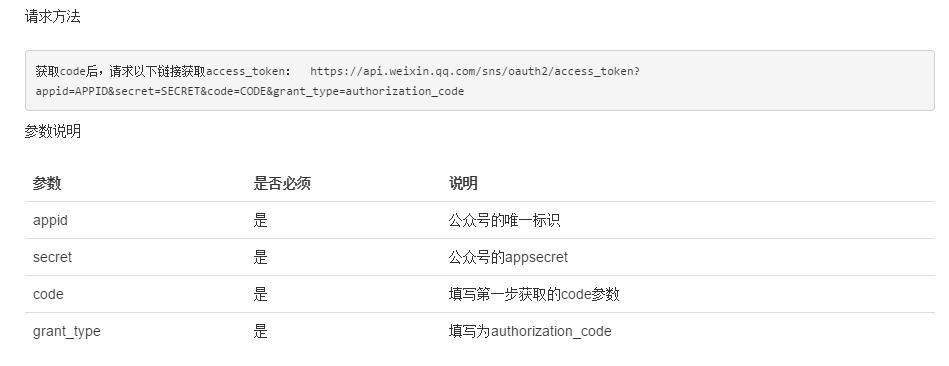 请求方法
获取code后，请求以下链接获取access_token： https://api.weixin.qq.com/sns/oauth2/access_token?
appid=APPID&secret=SECRET&code=CODE&grant_type=authorization_code
参数说明
参数 是否必须 说明
appid 是 公众号的唯一标识
secret 是 公众号的appsecret
code 是 填写第一步获取的code参数
grant_type 是 填写为authorization_code